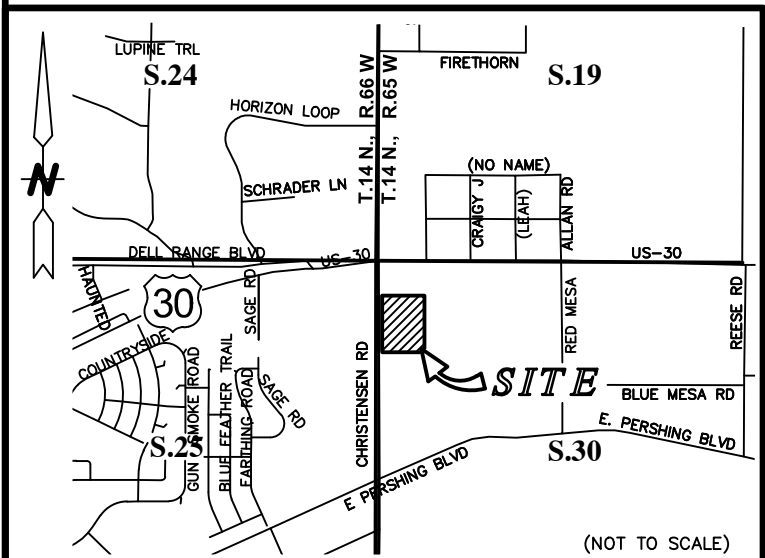 LUPINE TRL
S.24
T.14 N., R.66 W
T.14 N., R.65 W
FIRETHORN
S.19
HORIZON LOOP
SCHRADER LN
(NO NAME)
CRAIGY J
(LEAH)
ALLAN RD
N
DELL RANGE BLVD
US-30
US-30
HAUNTED
30
SAGE RD
RED MESA
REESE RD
COUNTRYSIDE
GUN SMOKE ROAD
BLUE FEATHER TRAIL
FARTHING ROAD
SAGE RD
CHRISTENSEN RD
SITE
BLUE MESA RD
S.25
E PERSHING BLVD
E. PERSHING BLVD
S.30
(NOT TO SCALE)